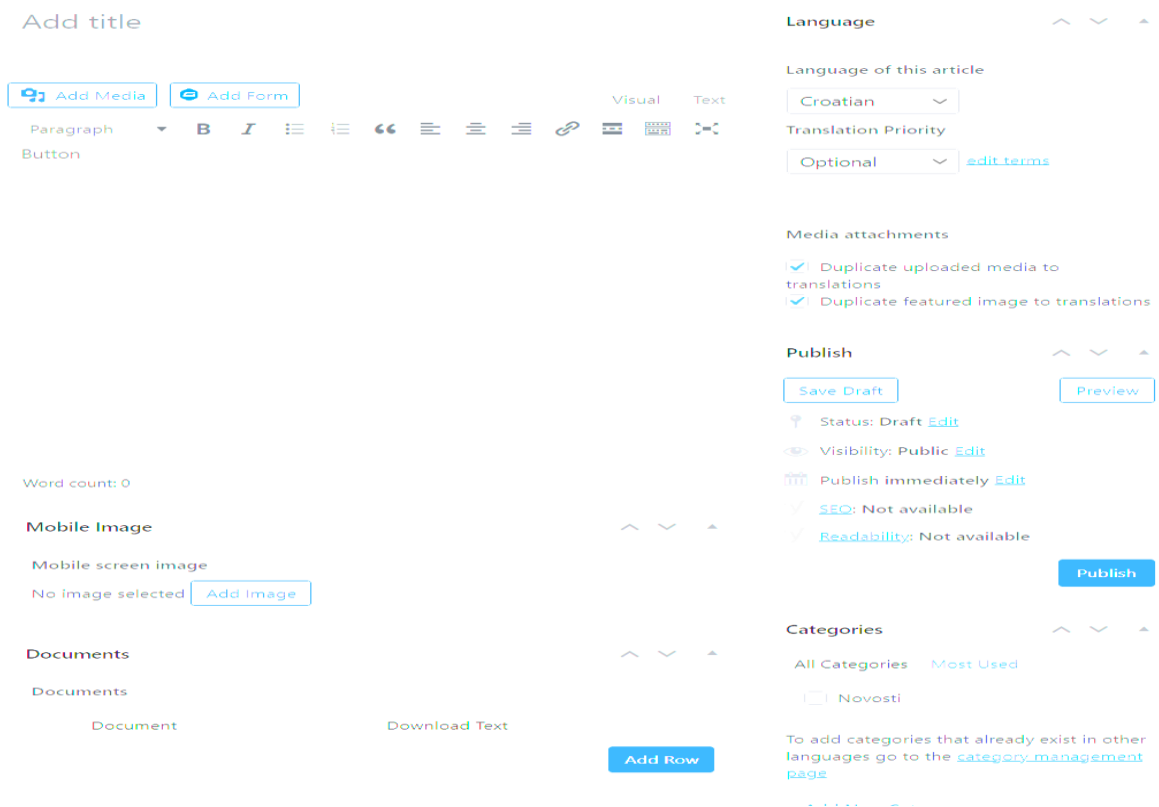 Add title
Add Media
Add Form
Visual
Text
Paragraph
Button
Word count: 0
Mobile Image
Mobile screen image
No image selected
Add Image
Documents
Documents
Document
Download Text
Add Row
Language
Language of this article
Croatian
Translation Priority
Optional
edit terms
Media attachments
Duplicate uploaded media to
translations
Duplicate featured image to translations
Publish
Save Draft
Preview
Status: Draft Edit
Visibility: Public Edit
Publish immediately Edit
SEO: Not available
Readability: Not available
Publish
Categories
All Categories
Most Used
Novosti
To add categories that already exist in other
languages go to the category management
page